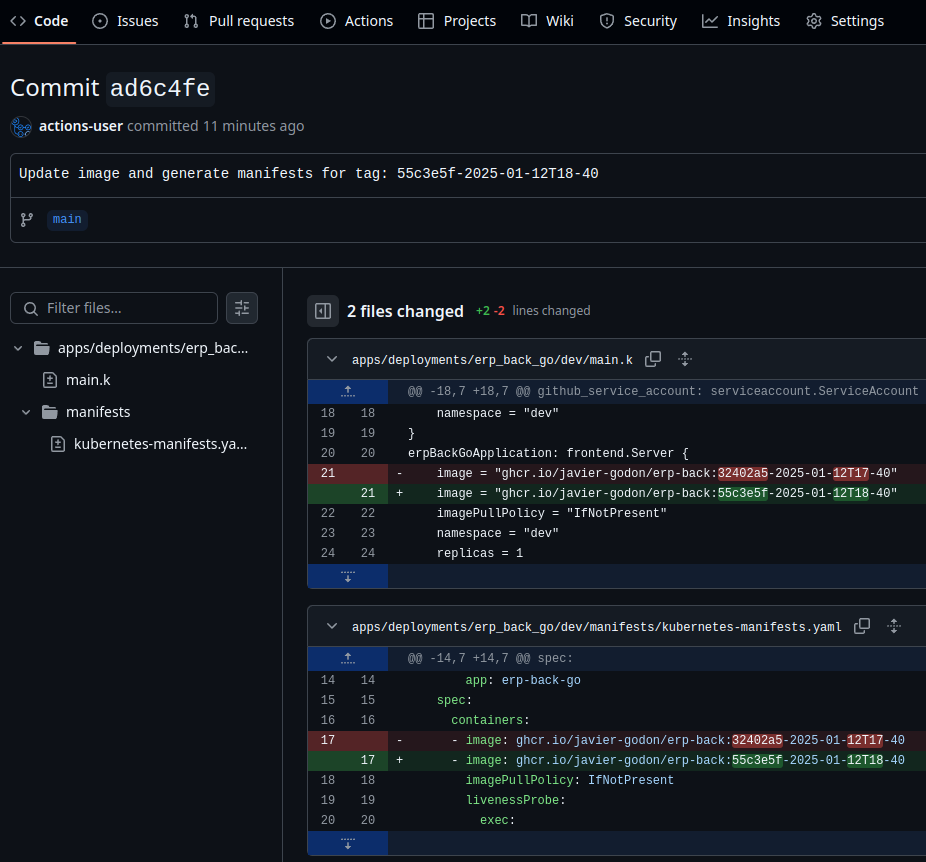 Code Issues Pull requests Actions Projects Wiki Security Insights Settings
Commit ad6c4fe
actions-user committed 11 minutes ago
Update image and generate manifests for tag: 55c3e5f-2025-01-12T18-40
main
Filter files...
apps/deployments/erp_bac...
main.k
manifests
kubernetes-manifests.ya...
2 files changed +2 -2 lines changed
apps/deployments/erp_back_go/dev/main.k
@@ -18,7 +18,7 @@ github_service_account: serviceaccount.ServiceAccount
18 18 namespace = "dev"
19 19 }
20 20 erpBackGoApplication: frontend.Server {
21 - image = "ghcr.io/javier-godon/erp-back:32402a5-2025-01-12T17-40"
21 + image = "ghcr.io/javier-godon/erp-back:55c3e5f-2025-01-12T18-40"
22 22 imagePullPolicy = "IfNotPresent"
23 23 namespace = "dev"
24 24 replicas = 1
apps/deployments/erp_back_go/dev/manifests/kubernetes-manifests.yaml
@@ -14,7 +14,7 @@ spec:
14 14 app: erp-back-go
15 15 spec:
16 16 containers:
17 - - image: ghcr.io/javier-godon/erp-back:32402a5-2025-01-12T17-40
17 + - image: ghcr.io/javier-godon/erp-back:55c3e5f-2025-01-12T18-40
18 18 imagePullPolicy: IfNotPresent
19 19 livenessProbe:
20 20 exec: